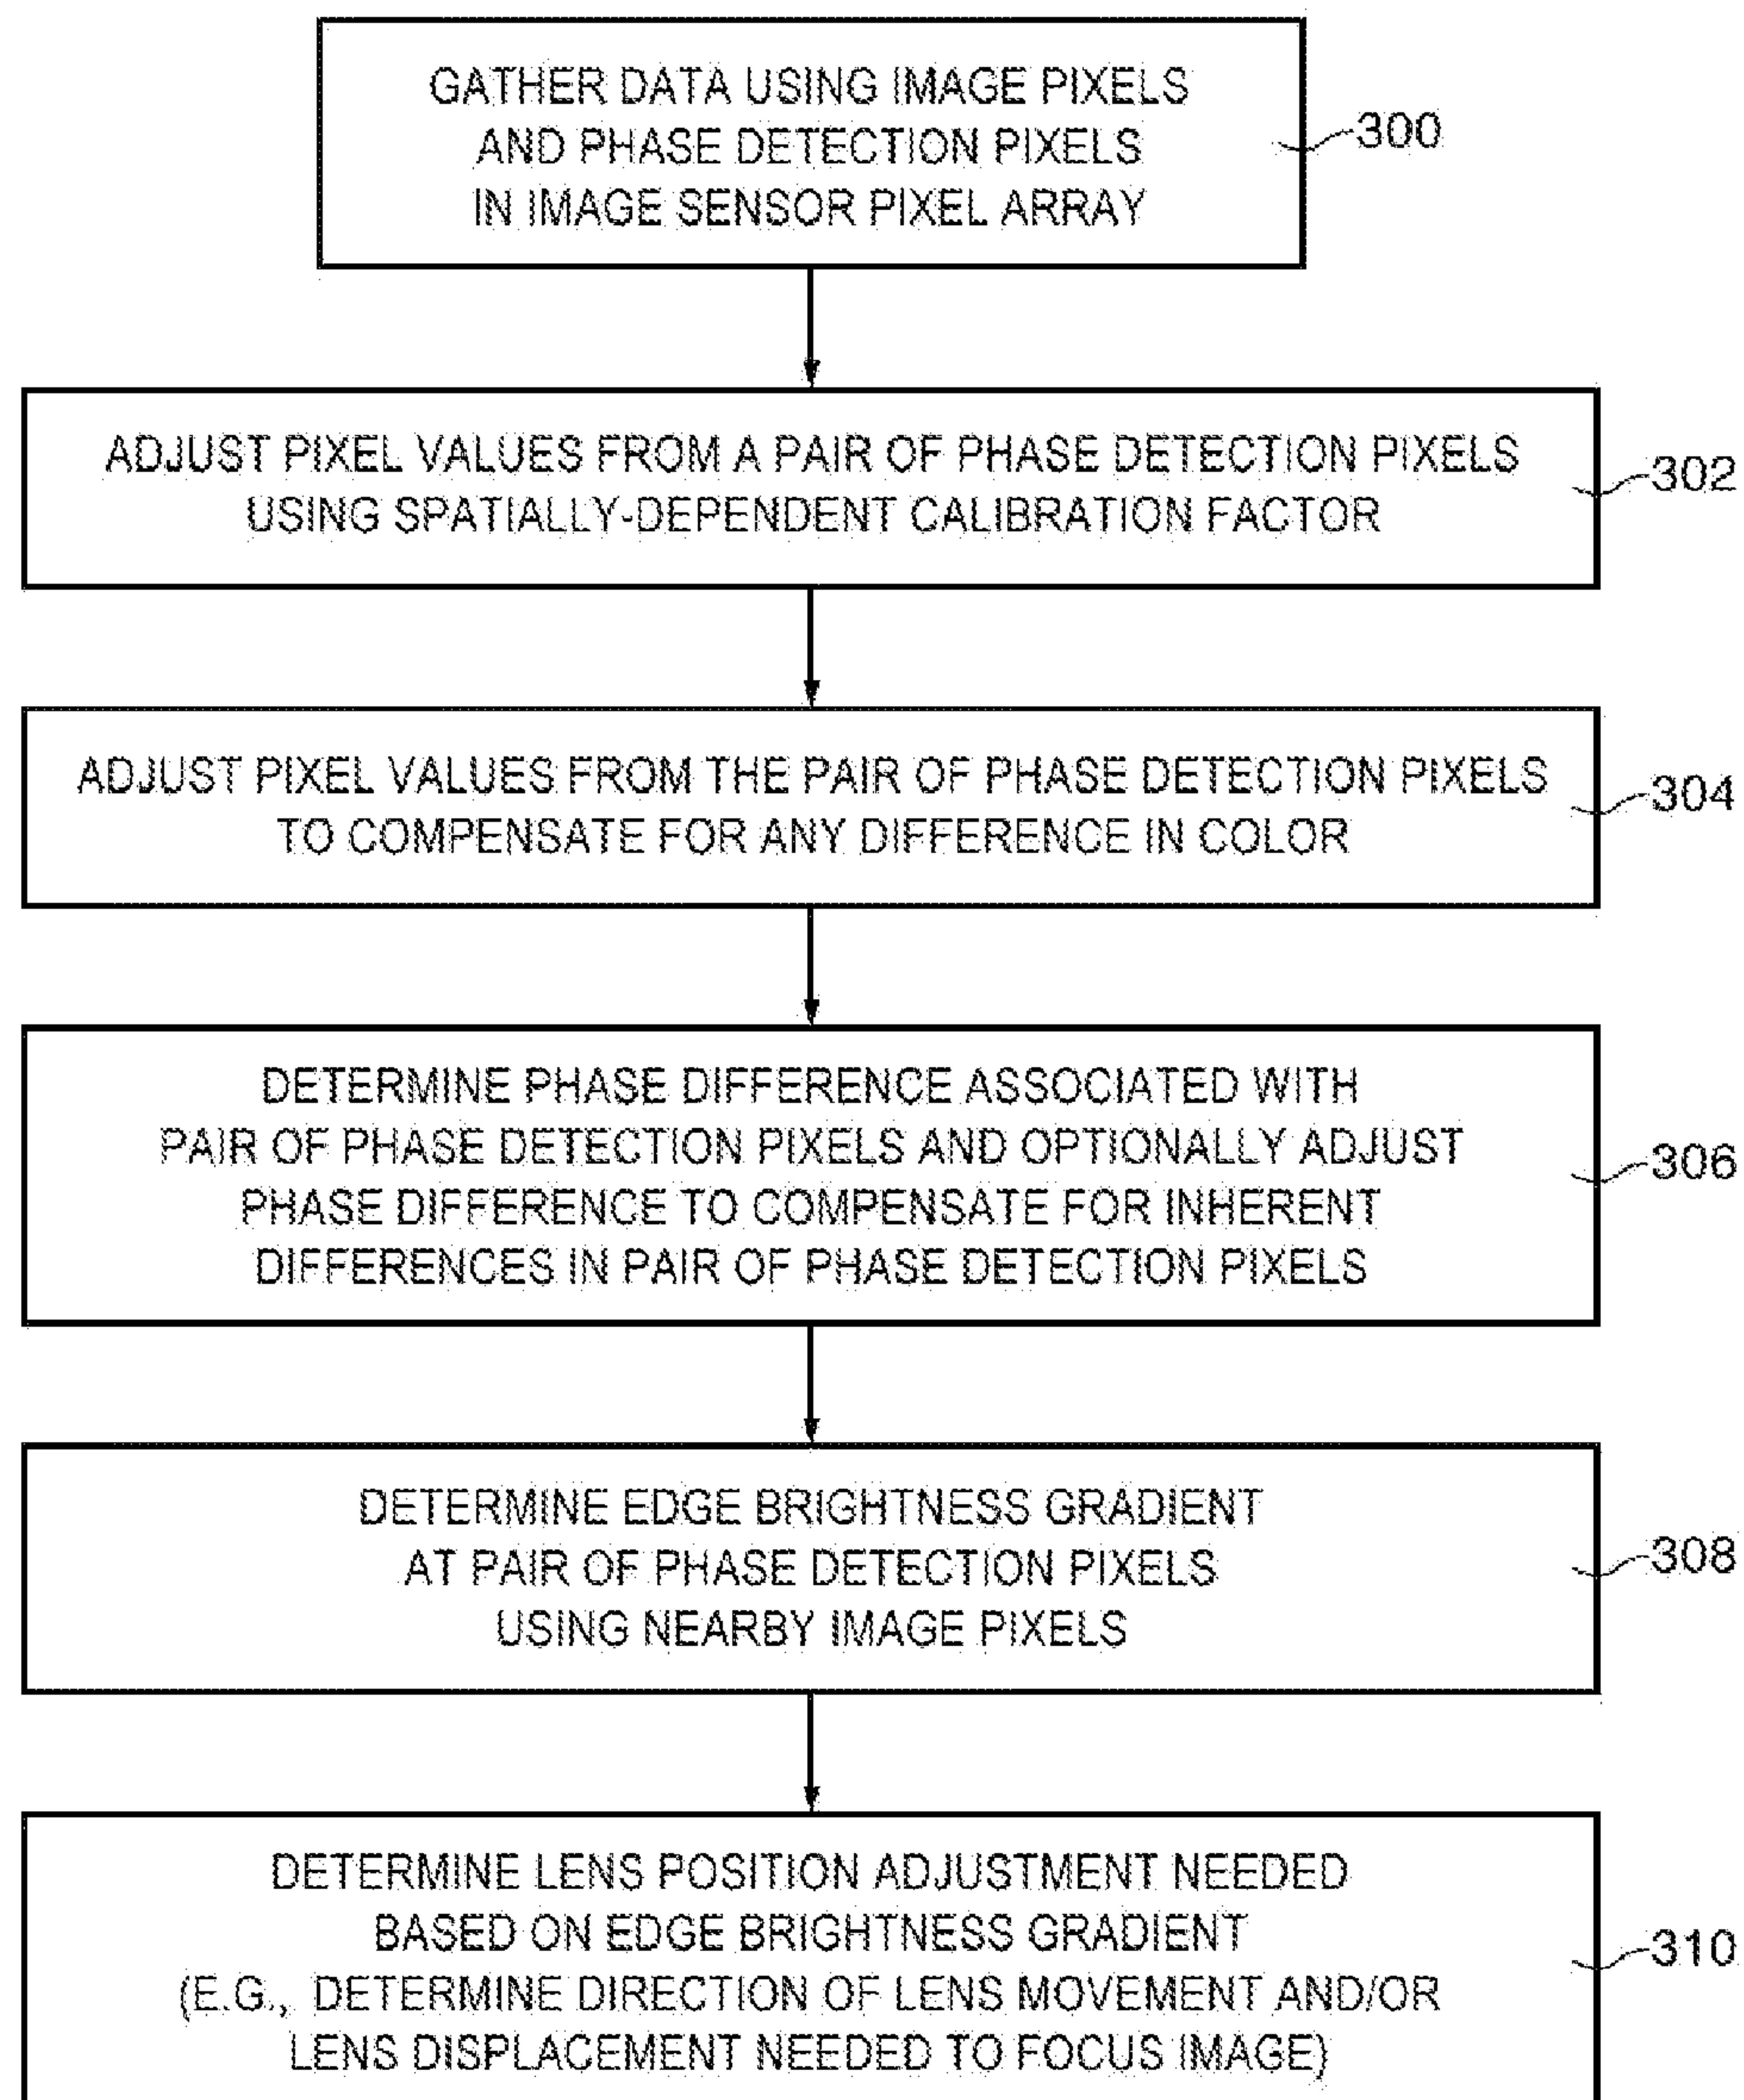 GATHER DATA USING IMAGE PIXELS
AND PHASE DETECTION PIXELS
IN IMAGE SENSOR PIXEL ARRAY
300
ADJUST PIXEL VALUES FROM A PAIR OF PHASE DETECTION PIXELS
USING SPATIALLY-DEPENDENT CALIBRATION FACTOR
302
ADJUST PIXEL VALUES FROM THE PAIR OF PHASE DETECTION PIXELS
TO COMPENSATE FOR ANY DIFFERENCE IN COLOR
304
DETERMINE PHASE DIFFERENCE ASSOCIATED WITH
PAIR OF PHASE DETECTION PIXELS AND OPTIONALLY ADJUST
PHASE DIFFERENCE TO COMPENSATE FOR INHERENT
DIFFERENCES IN PAIR OF PHASE DETECTION PIXELS
306
DETERMINE EDGE BRIGHTNESS GRADIENT
AT PAIR OF PHASE DETECTION PIXELS
USING NEARBY IMAGE PIXELS
308
DETERMINE LENS POSITION ADJUSTMENT NEEDED
BASED ON EDGE BRIGHTNESS GRADIENT
(E.G., DETERMINE DIRECTION OF LENS MOVEMENT AND/OR
LENS DISPLACEMENT NEEDED TO FOCUS IMAGE)
310